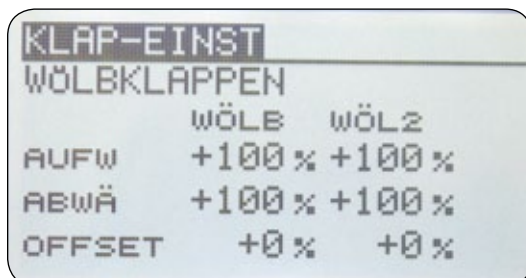 KLAP-EINST
WÖLBKLAPPEN
WÖLB WÖL2
AUFW +100 % +100 %
ABWÄ +100 % +100 %
OFFSET +0 % +0 %